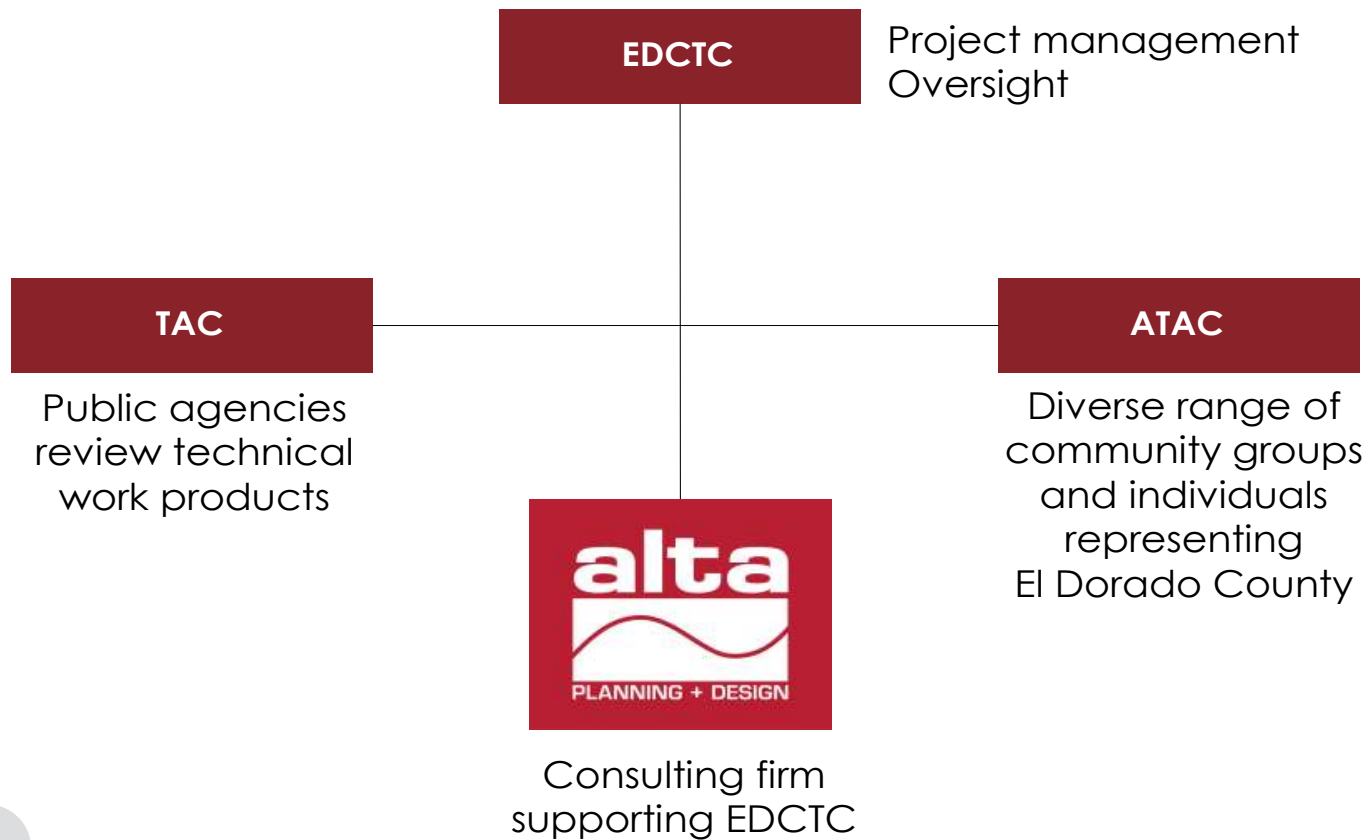 EDCTC
Project management
Oversight
TAC
Public agencies
review technical
work products
ATAC
Diverse range of
community groups
and individuals
representing
El Dorado County
alta
PLANNING + DESIGN
Consulting firm
supporting EDCTC